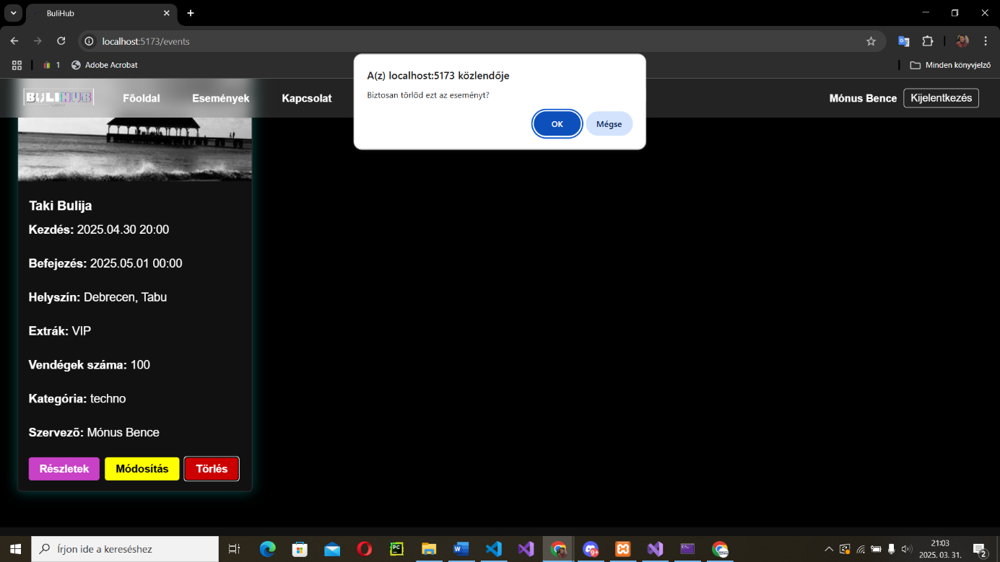 BuliHub
localhost:5173/events
1
Adobe Acrobat
Minden könyvjelző
A(z) localhost:5173 közlendője
Biztosan törlöd ezt az eseményt?
OK
Mégse
BULIHUB
Főoldal
Események
Kapcsolat
Mónus Bence
Kijelentkezés
Taki Bulija
Kezdés: 2025.04.30 20:00
Befejezés: 2025.05.01 00:00
Helyszín: Debrecen, Tabu
Extrák: VIP
Vendégek száma: 100
Kategória: techno
Szervező: Mónus Bence
Részletek
Módosítás
Törlés
Írjon ide a kereséshez
PC
W
21:03
2025. 03. 31.
2